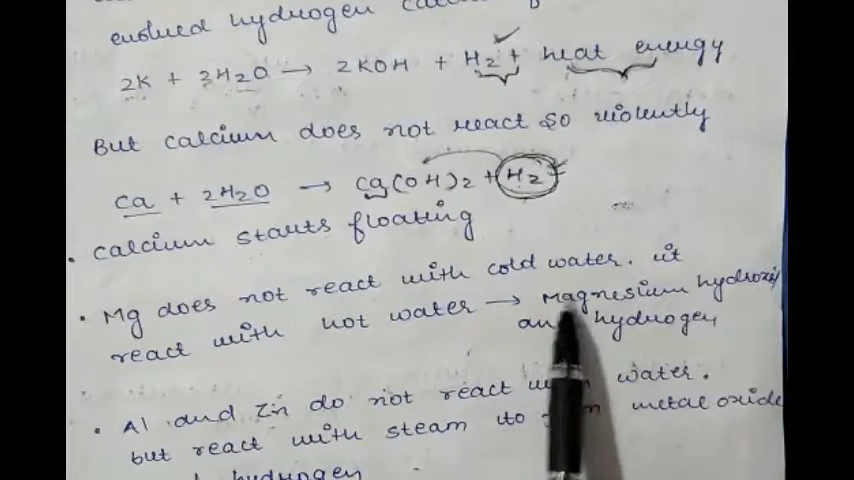 evolved hydrogen
2K + 3H2O → 2KOH + H2 + heat energy
But calcium does not react so violently
Ca + 2H2O → Ca(OH)2 + H2
• calcium starts floating
• Mg does not react with cold water. it
react with hot water → Magnesium
and hydrogen
• Al and Zn do not react with water.
but react with steam to metal oxide
hydrogen